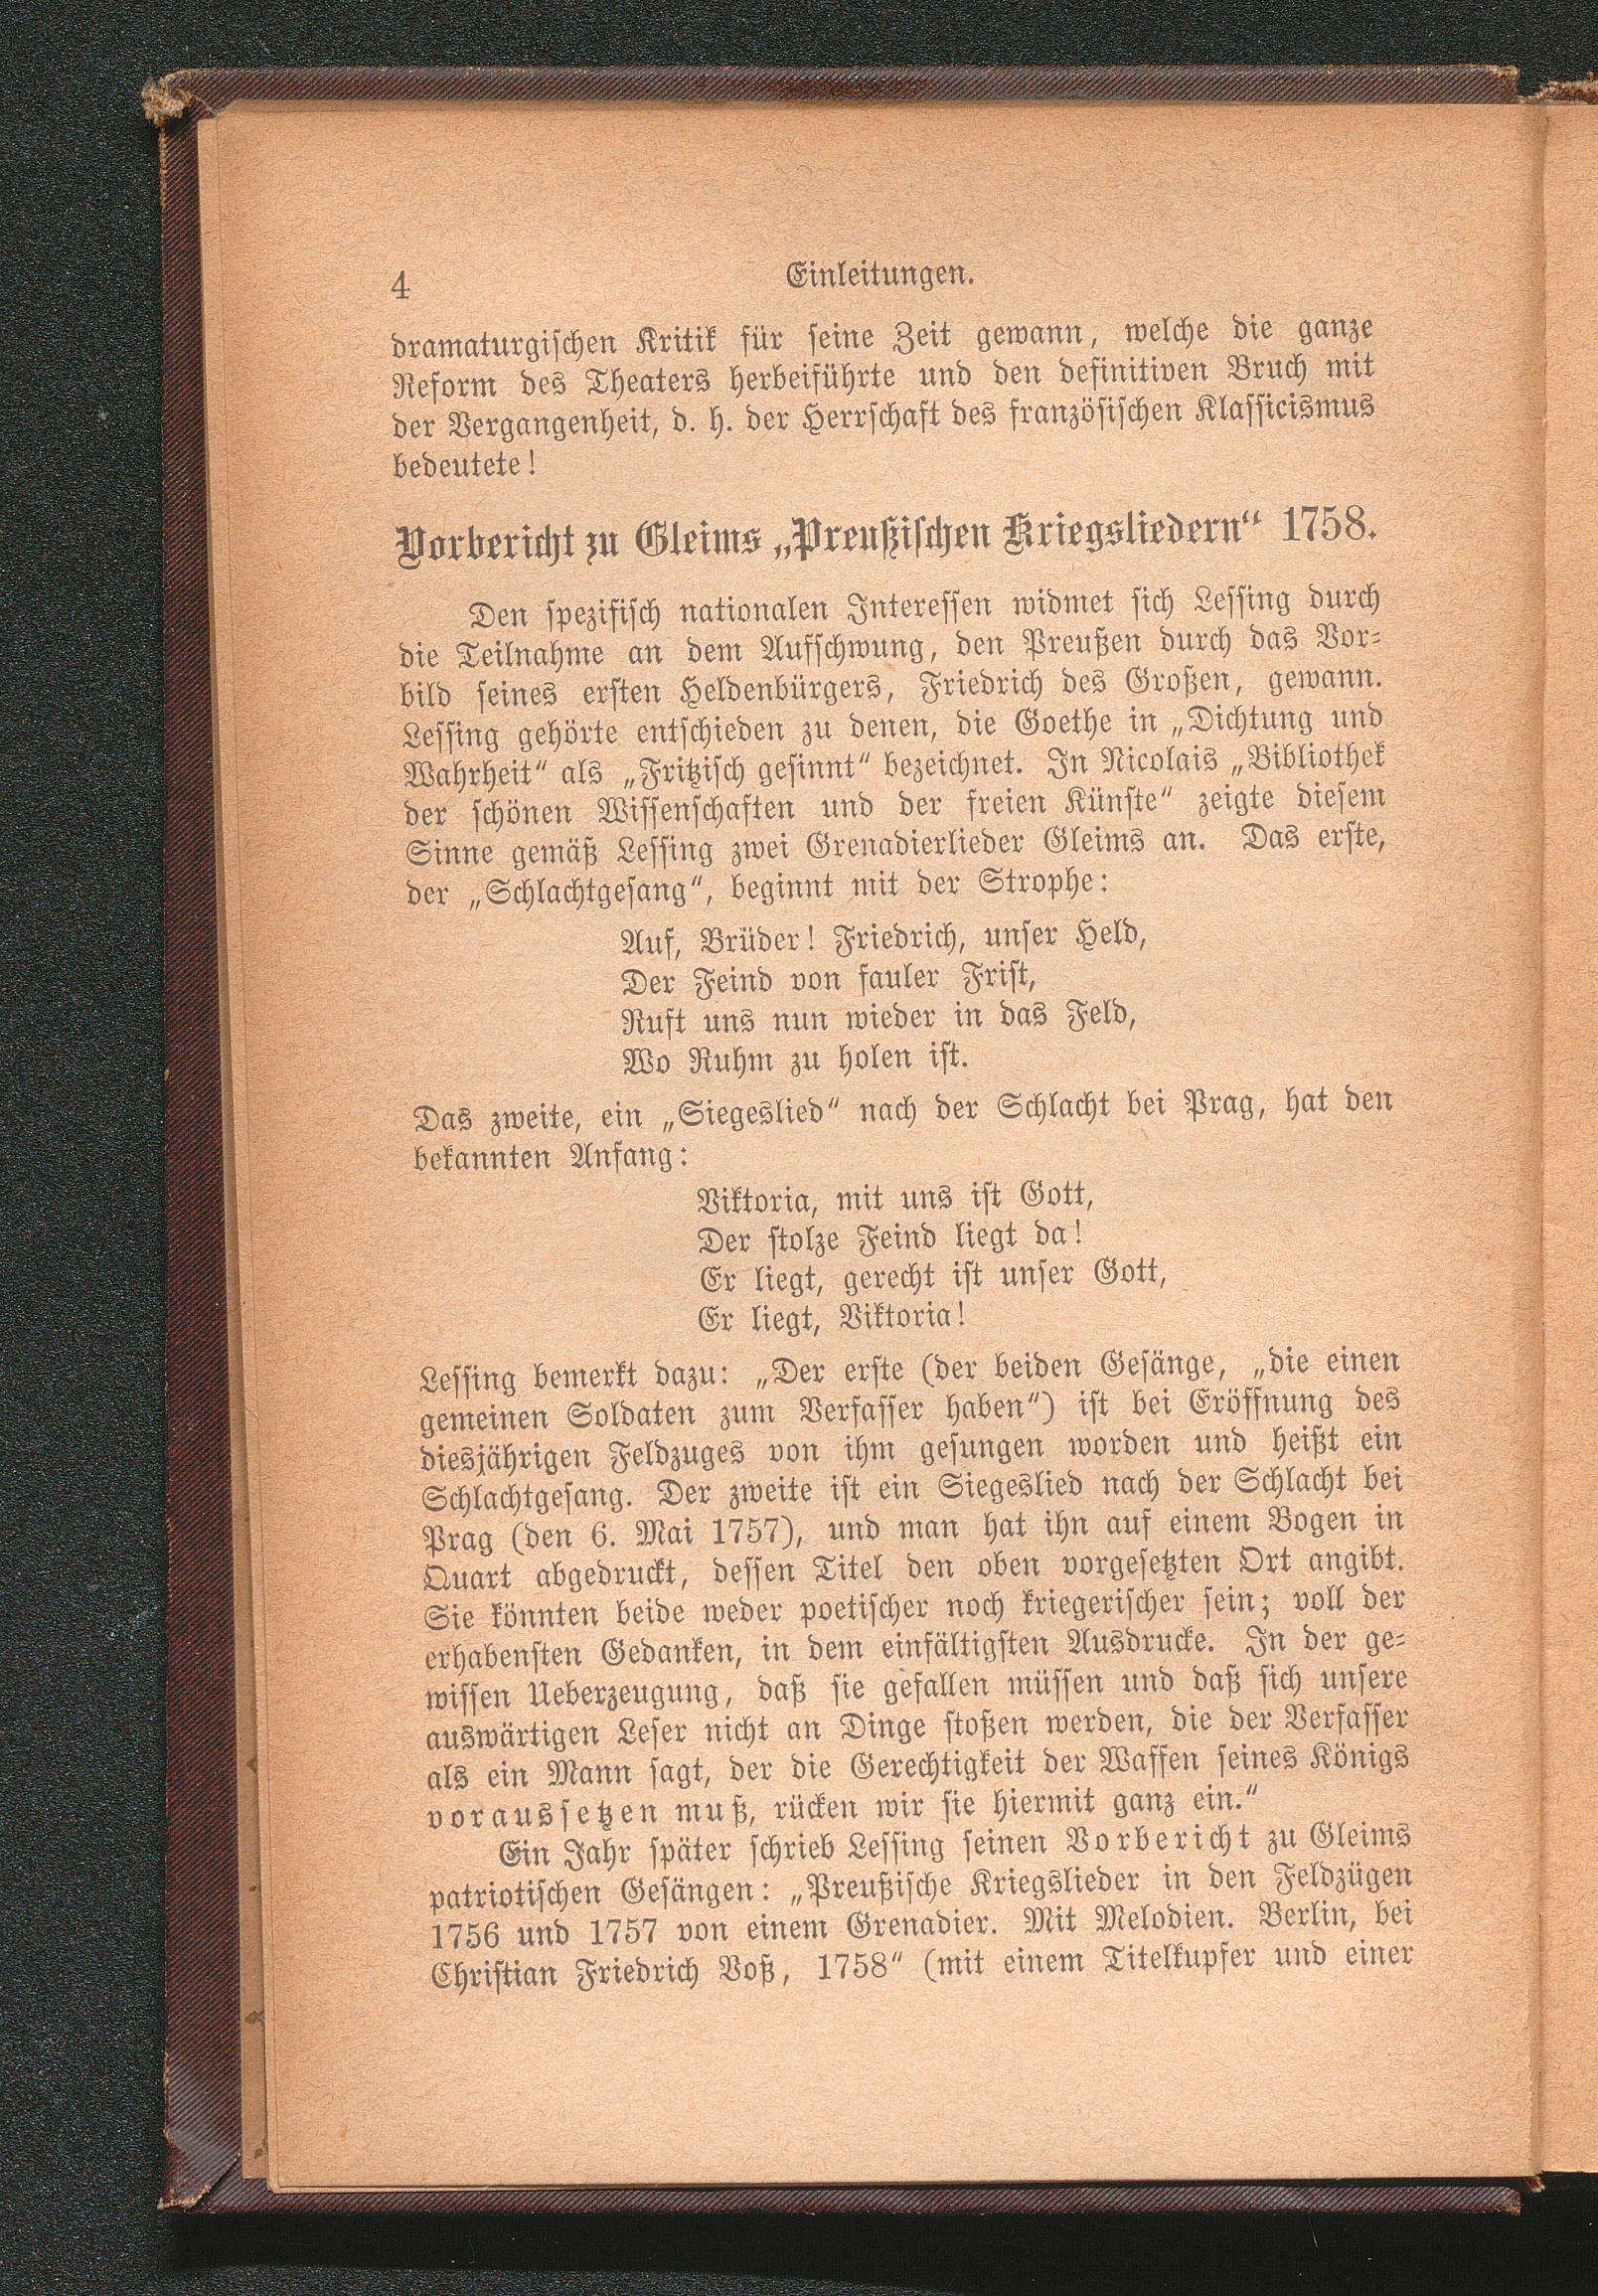 4
Einleitungen.
dramaturgischen Kritik für seine Zeit gewann, welche die ganze
Reform des Theaters herbeiführte und den definitiven Bruch mit
der Vergangenheit, d. h. der Herrschaft des französischen Klassicismus
bedeutete!
Vorbericht zu Gleims „Preußischen Kriegsliedern“ 1758.
Den spezifisch nationalen Interessen widmet sich Lessing durch
die Teilnahme an dem Aufschwung, den Preußen durch das Vor-
bild seines ersten Heldenbürgers, Friedrich des Großen, gewann.
Lessing gehörte entschieden zu denen, die Goethe in „Dichtung und
Wahrheit“ als „Fritzisch gesinnt“ bezeichnet. In Nicolais „Bibliothek
der schönen Wissenschaften und der freien Künste“ zeigte diesem
Sinne gemäß Lessing zwei Grenadierlieder Gleims an. Das erste,
der „Schlachtgesang“, beginnt mit der Strophe:
Auf, Brüder! Friedrich, unser Held,
Der Feind von fauler Frist,
Ruft uns nun wieder in das Feld,
Wo Ruhm zu holen ist.
Das zweite, ein „Siegeslied“ nach der Schlacht bei Prag, hat den
bekannten Anfang:
Viktoria, mit uns ist Gott,
Der stolze Feind liegt da!
Er liegt, gerecht ist unser Gott,
Er liegt, Viktoria!
Lessing bemerkt dazu: „Der erste (der beiden Gesänge, „die einen
gemeinen Soldaten zum Verfasser haben“) ist bei Eröffnung des
diesjährigen Feldzuges von ihm gesungen worden und heißt ein
Schlachtgesang. Der zweite ist ein Siegeslied nach der Schlacht bei
Prag (den 6. Mai 1757), und man hat ihn auf einem Bogen in
Quart abgedruckt, dessen Titel den oben vorgesetzten Ort angibt.
Sie könnten beide weder poetischer noch kriegerischer sein; voll der
erhabensten Gedanken, in dem einfältigsten Ausdrucke. In der ge-
wissen Ueberzeugung, daß sie gefallen müssen und daß sich unsere
auswärtigen Leser nicht an Dinge stoßen werden, die der Verfasser
als ein Mann sagt, der die Gerechtigkeit der Waffen seines Königs
voraussetzen muß, rücken wir sie hiermit ganz ein.“
Ein Jahr später schrieb Lessing seinen Vorbericht zu Gleims
patriotischen Gesängen: „Preußische Kriegslieder in den Feldzügen
1756 und 1757 von einem Grenadier. Mit Melodien. Berlin, bei
Christian Friedrich Voß, 1758“ (mit einem Titelkupfer und einer